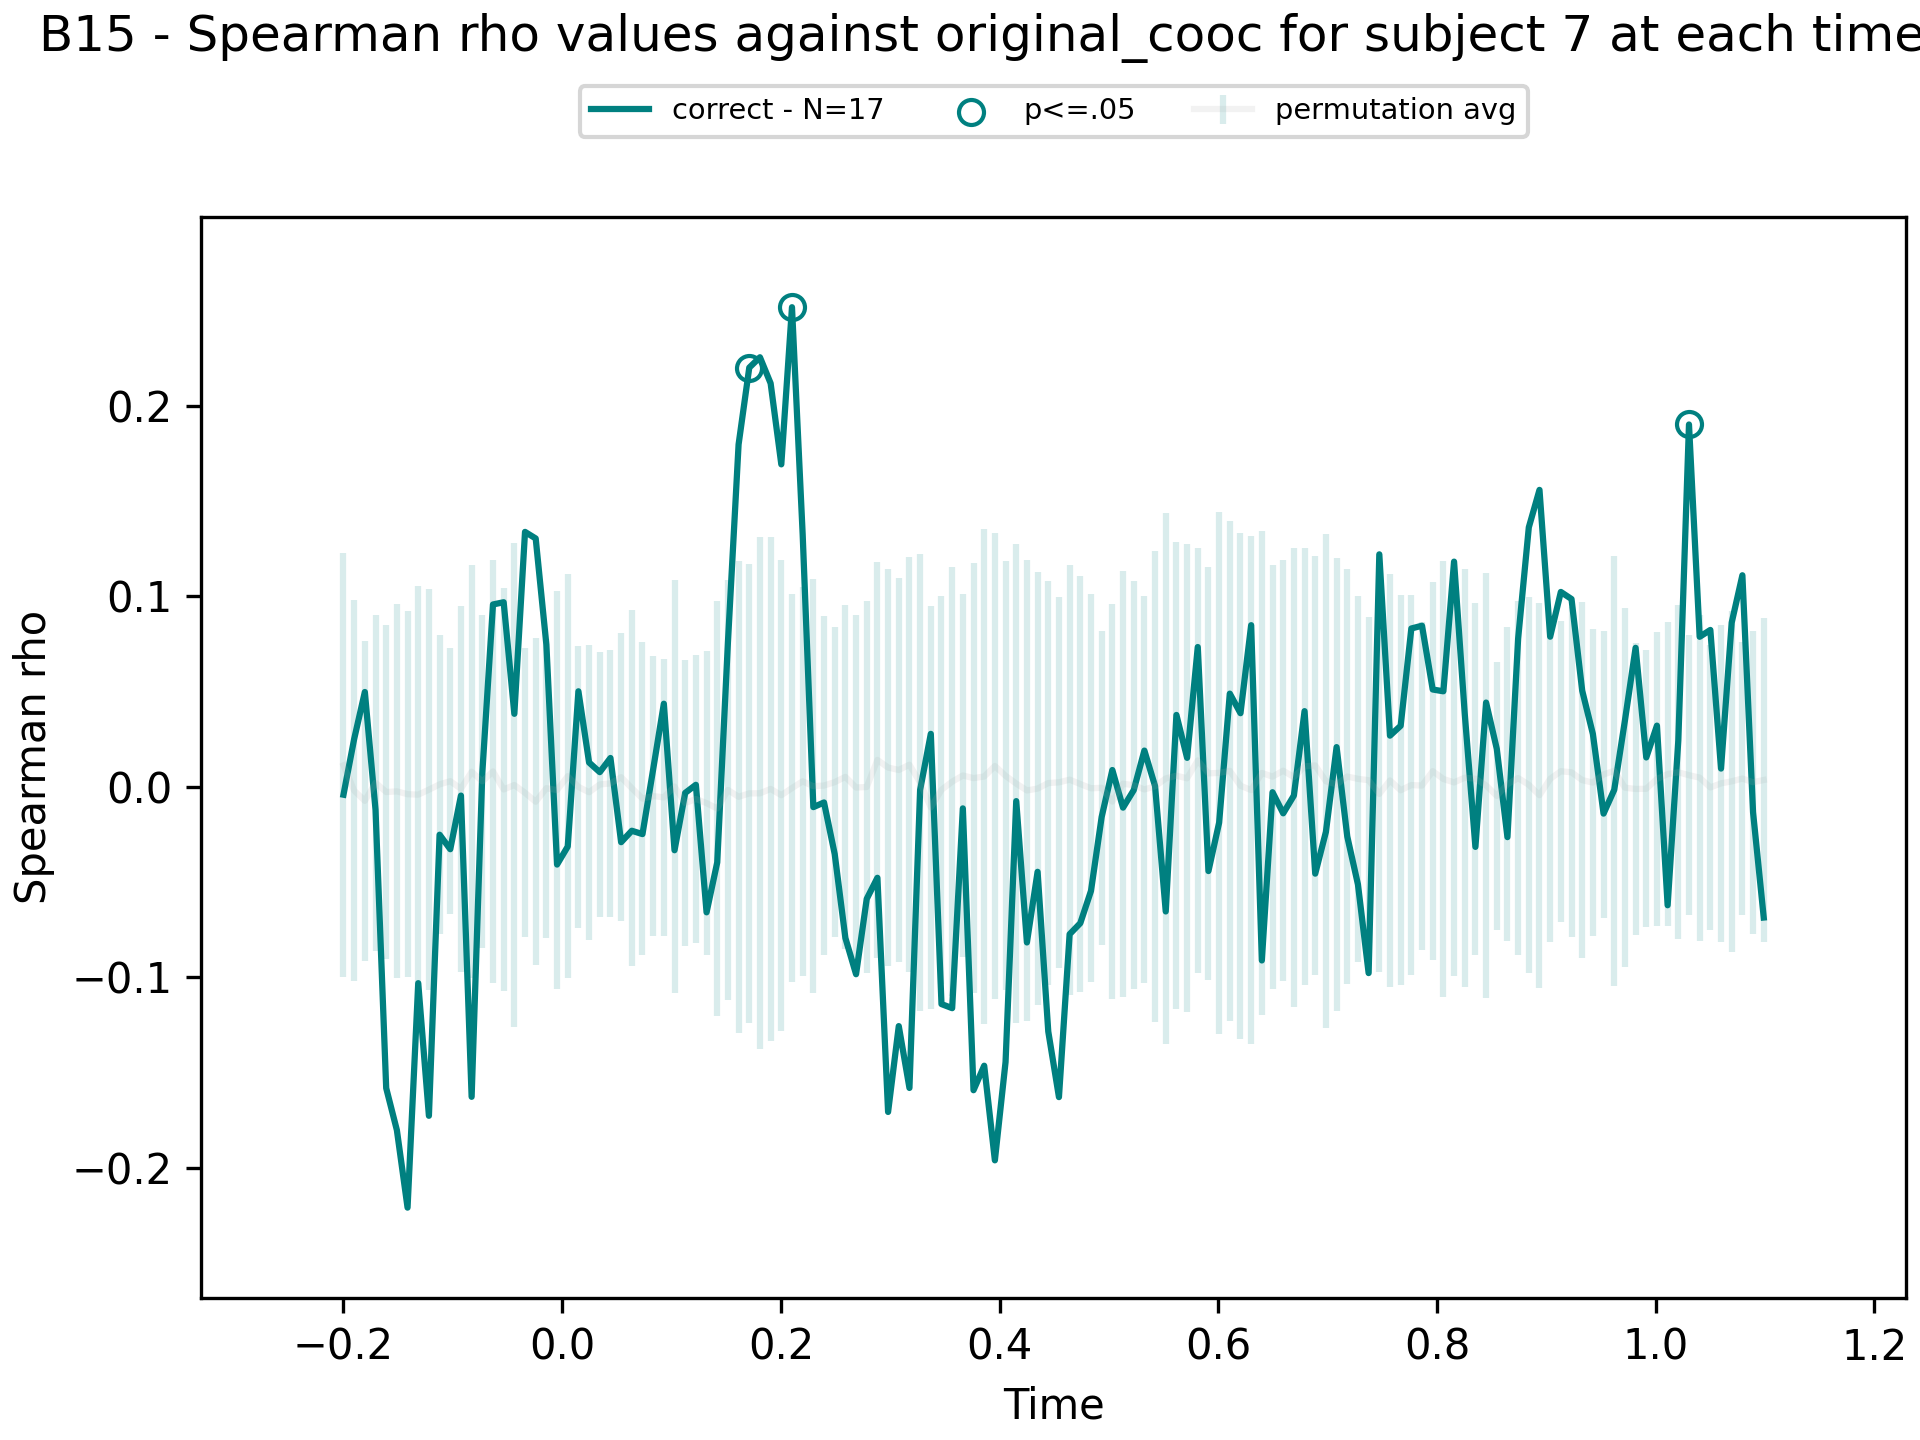 B15 - Spearman rho values against original_cooc for subject 7 at each time
correct - N=17 p<=.05 permutation avg
Spearman rho
0.2
0.1
0.0
−0.1
−0.2
−0.2 0.0 0.2 0.4 0.6 0.8 1.0 1.2
Time